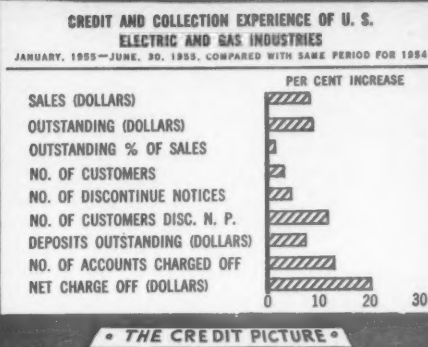 CREDIT AND COLLECTION EXPERIENCE OF U. S.
ELECTRIC AND GAS INDUSTRIES
JANUARY, 1955—JUNE, 30, 1955, COMPARED WITH SAME PERIOD FOR 1954
PER CENT INCREASE
SALES (DOLLARS)
OUTSTANDING (DOLLARS)
OUTSTANDING % OF SALES
NO. OF CUSTOMERS
NO. OF DISCONTINUE NOTICES
NO. OF CUSTOMERS DISC. N. P.
DEPOSITS OUTSTANDING (DOLLARS)
NO. OF ACCOUNTS CHARGED OFF
NET CHARGE OFF (DOLLARS)
0 10 20 30
• THE CREDIT PICTURE •